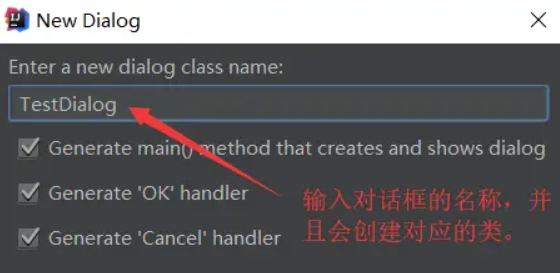 New Dialog
Enter a new dialog class name:
TestDialog
Generate main() method that creates and shows dialog
Generate 'OK' handler
Generate 'Cancel' handler
输入对话框的名称，并
且会创建对应的类。